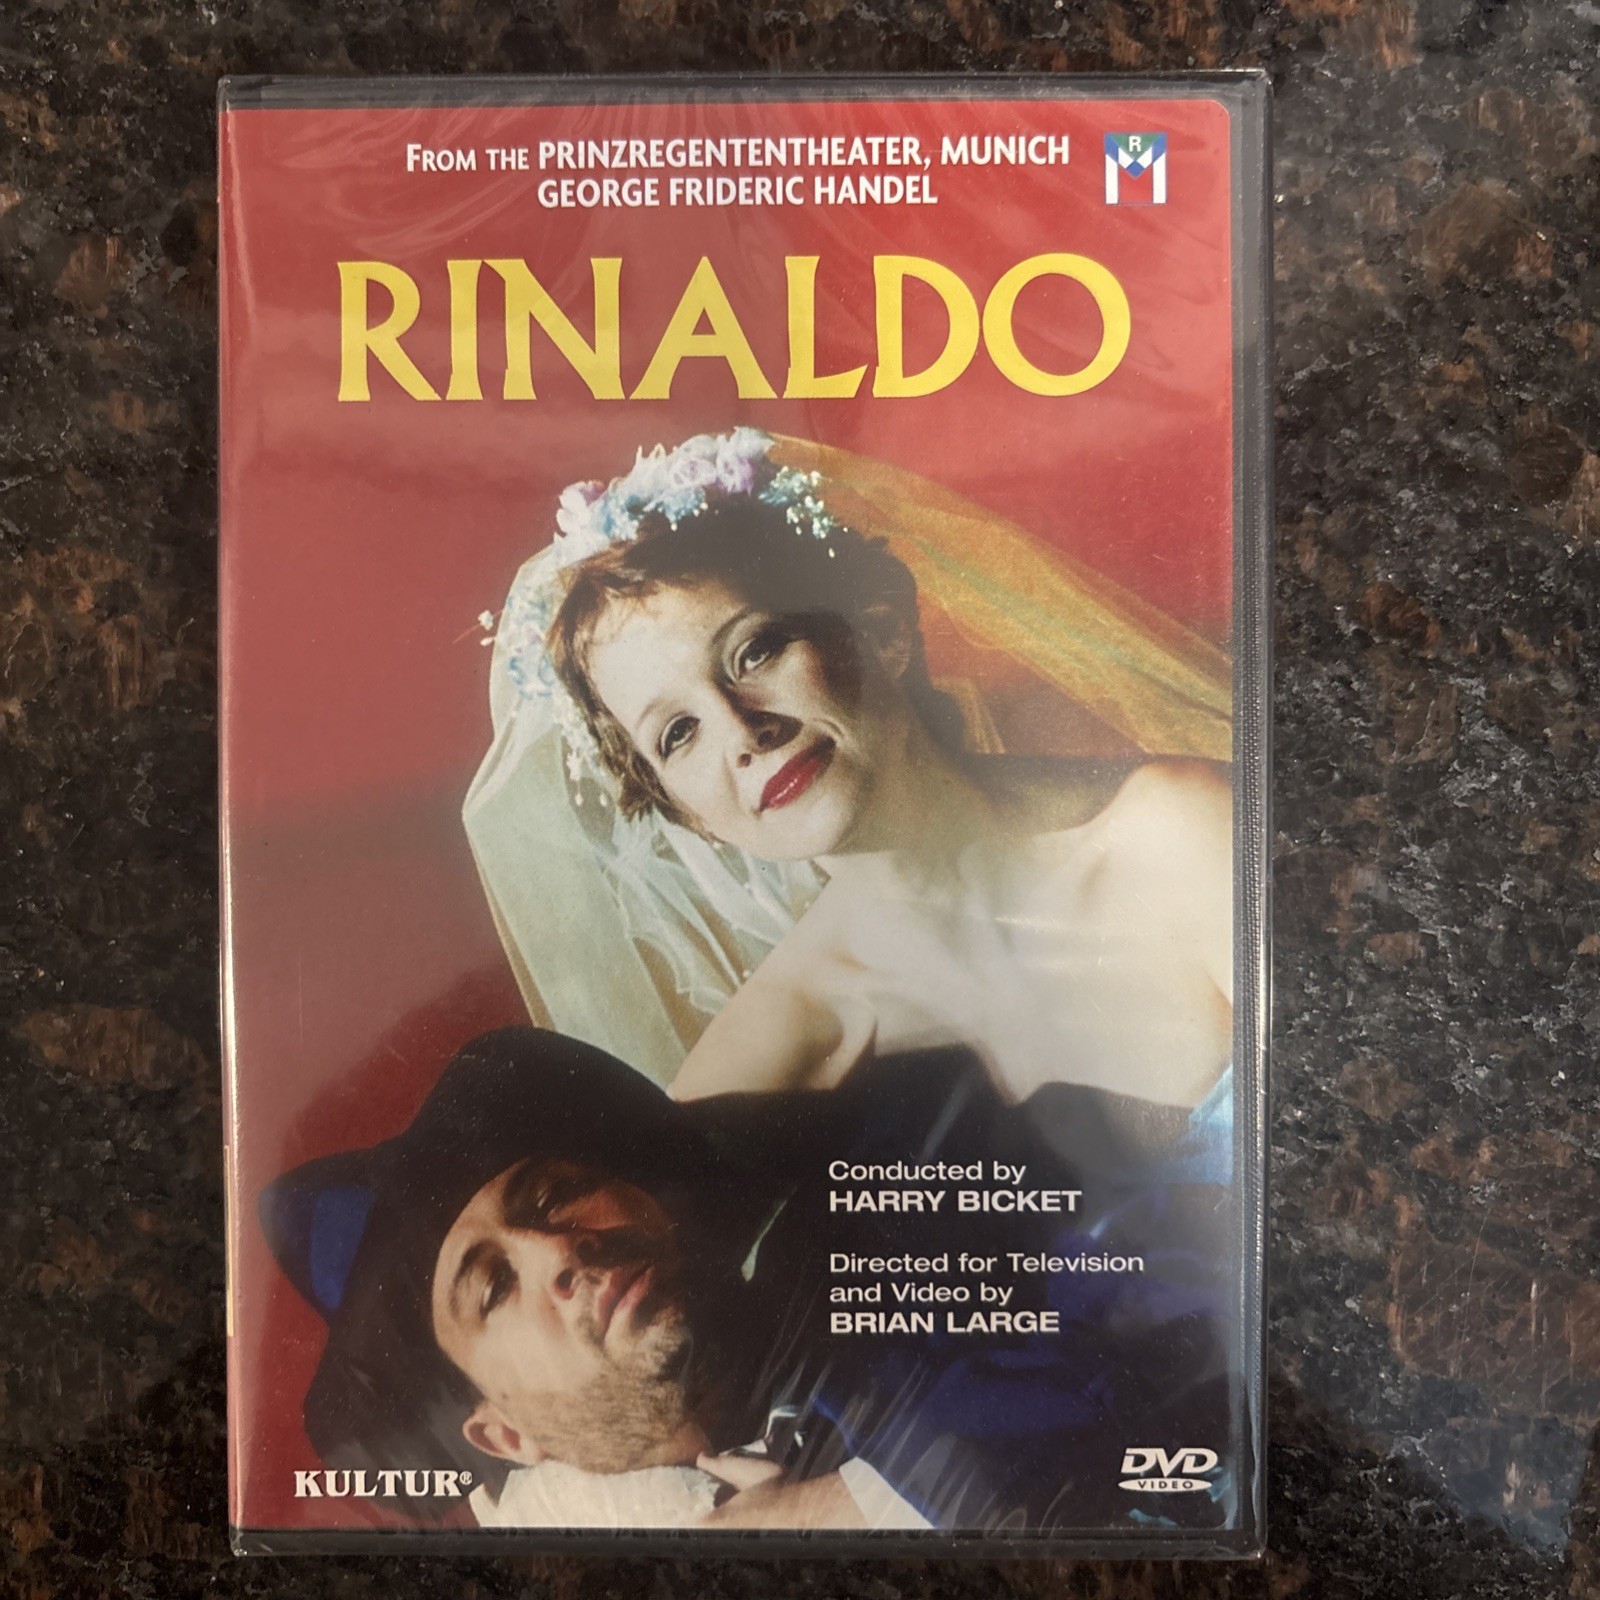 FROM THE PRINZREGENTENTHEATER, MUNICH
GEORGE FRIDERIC HANDEL
R
M
RINALDO
Conducted by
HARRY BICKET
Directed for Television
and Video by
BRIAN LARGE
KULTUR®
DVD
VIDEO